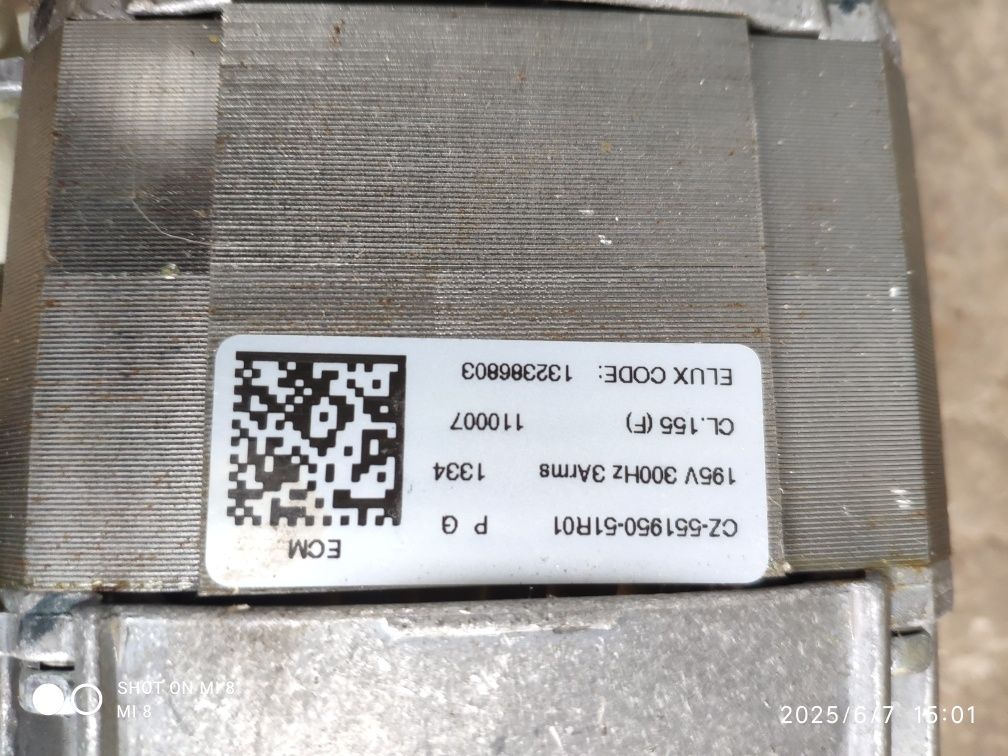 ECM
CZ-551950-51R01 P G
195V 300Hz 3Arms 1334
CL.155 (F) 110007
ELUX CODE: 132386803
SHOT ON MI 8
MI 8
2025/6/7 15:01